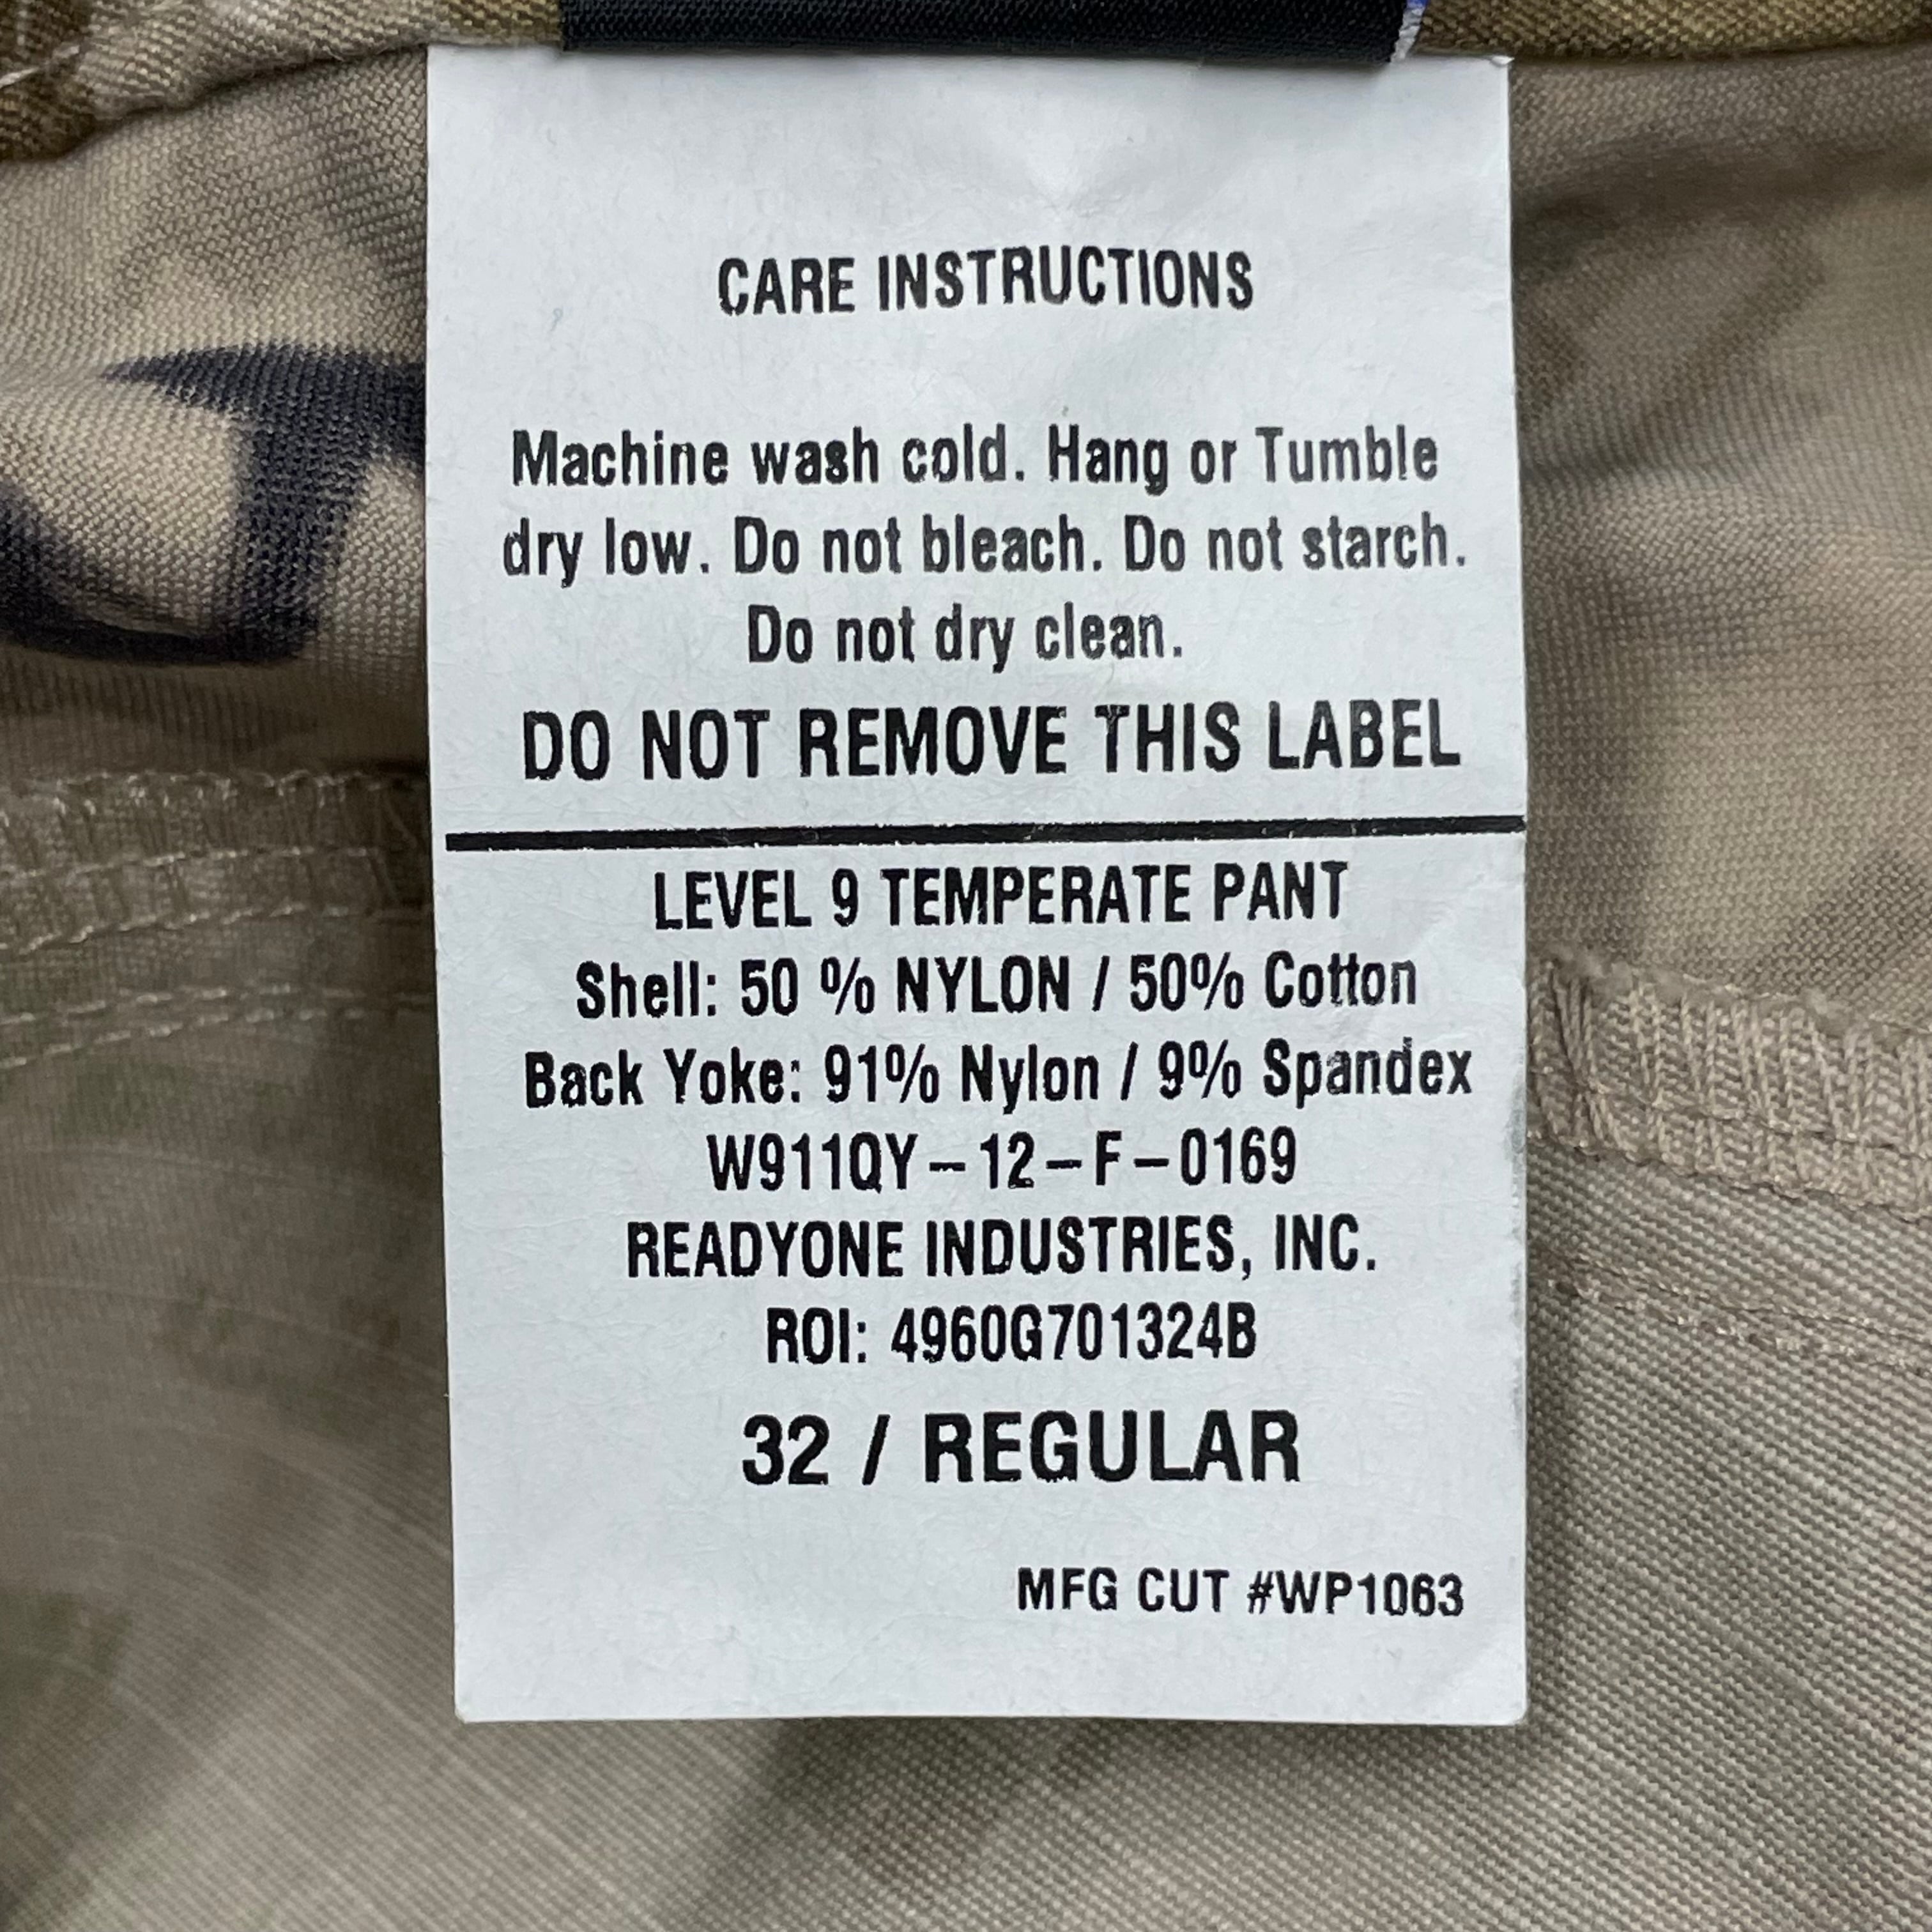 CARE INSTRUCTIONS
Machine wash cold. Hang or Tumble
dry low. Do not bleach. Do not starch.
Do not dry clean.
DO NOT REMOVE THIS LABEL
LEVEL 9 TEMPERATE PANT
Shell: 50 % NYLON / 50% Cotton
Back Yoke: 91% Nylon / 9% Spandex
W911QY-12-F-0169
READYONE INDUSTRIES, INC.
ROI: 4960G701324B
32 / REGULAR
MFG CUT #WP1063